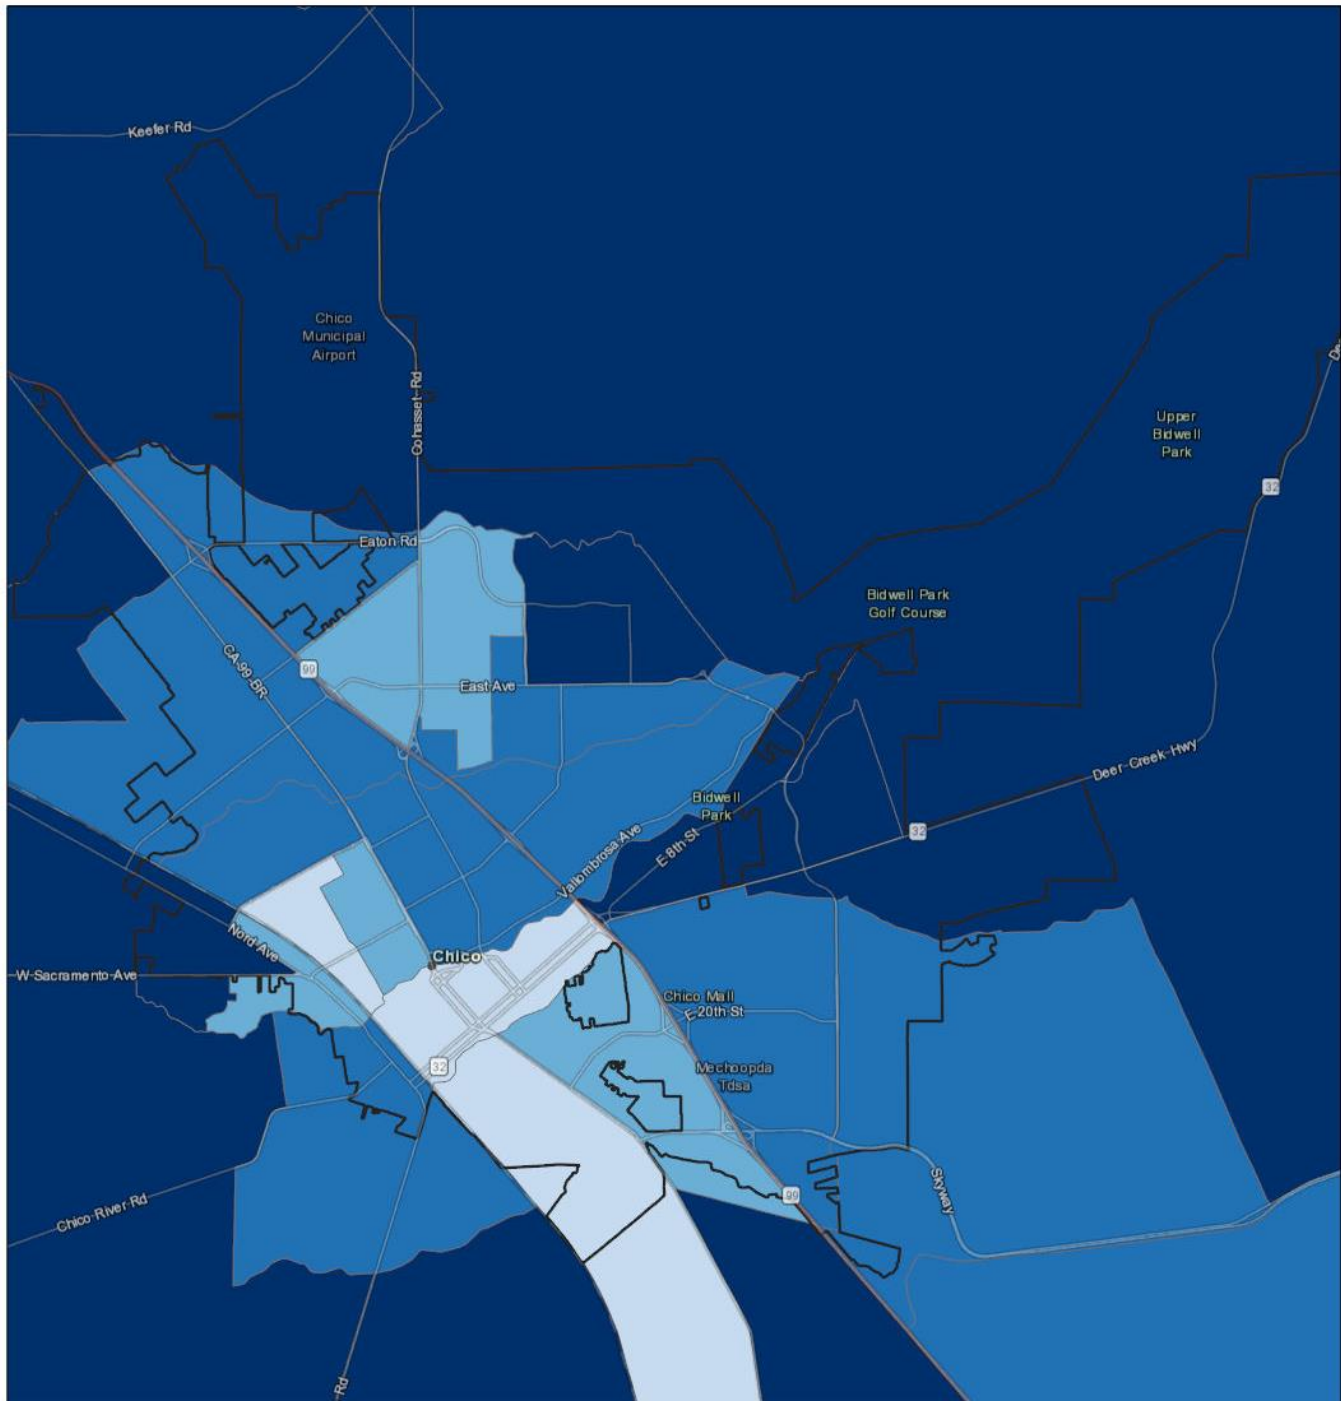 Keefer Rd
Chico
Municipal
Airport
Cohasset Rd
Upper
Bidwell
Park
32
Eaton Rd
Bidwell Park
Golf Course
CA-99-BR
99
East Ave
Deer-Creek-Hwy
Bidwell
Park
32
Vallombrosa Ave
E 8th St
Nord Ave
Chico
W Sacramento Ave
Chico Mall
E 20th St
32
Mechoopda
Tdsa
Skyway
99
Chico River Rd
Rd